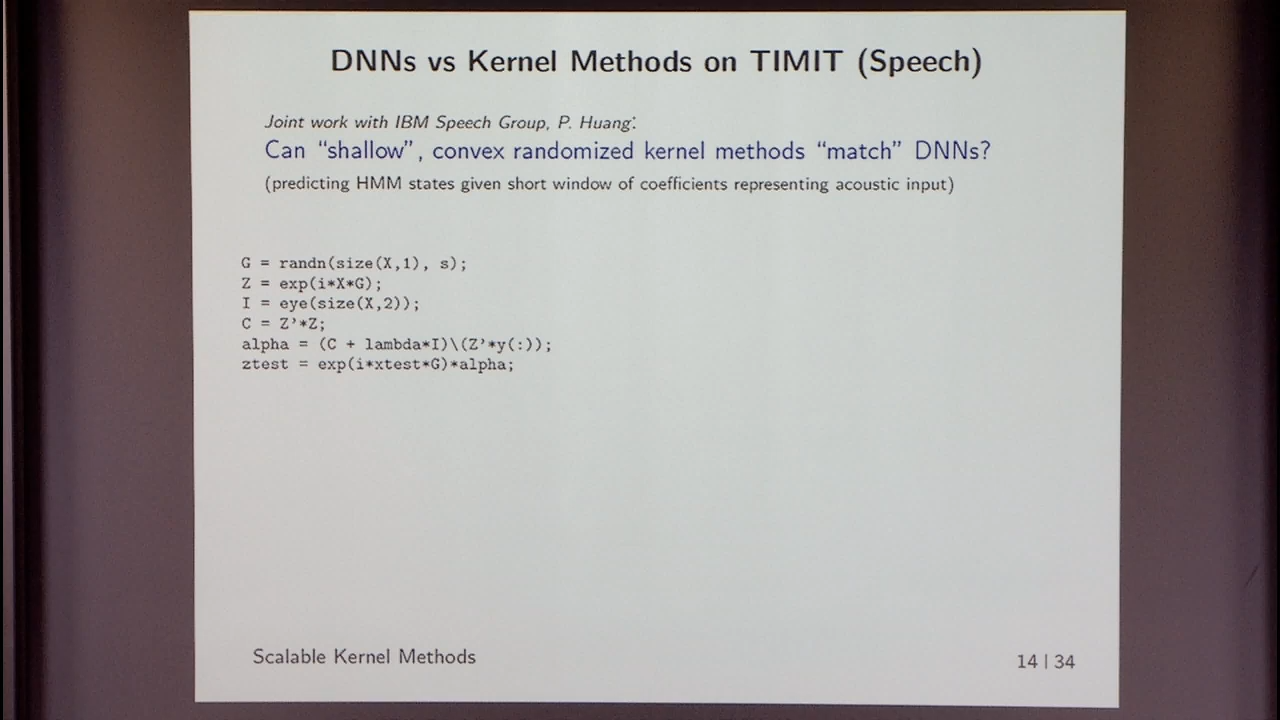 DNNs vs Kernel Methods on TIMIT (Speech)
Joint work with IBM Speech Group, P. Huang:
Can “shallow”, convex randomized kernel methods “match” DNNs?
(predicting HMM states given short window of coefficients representing acoustic input)
G = randn(size(X,1), s);
Z = exp(i*X*G);
I = eye(size(X,2));
C = Z’*Z;
alpha = (C + lambda*I)\(Z’*y(:));
ztest = exp(i*xtest*G)*alpha;
Scalable Kernel Methods
14 | 34